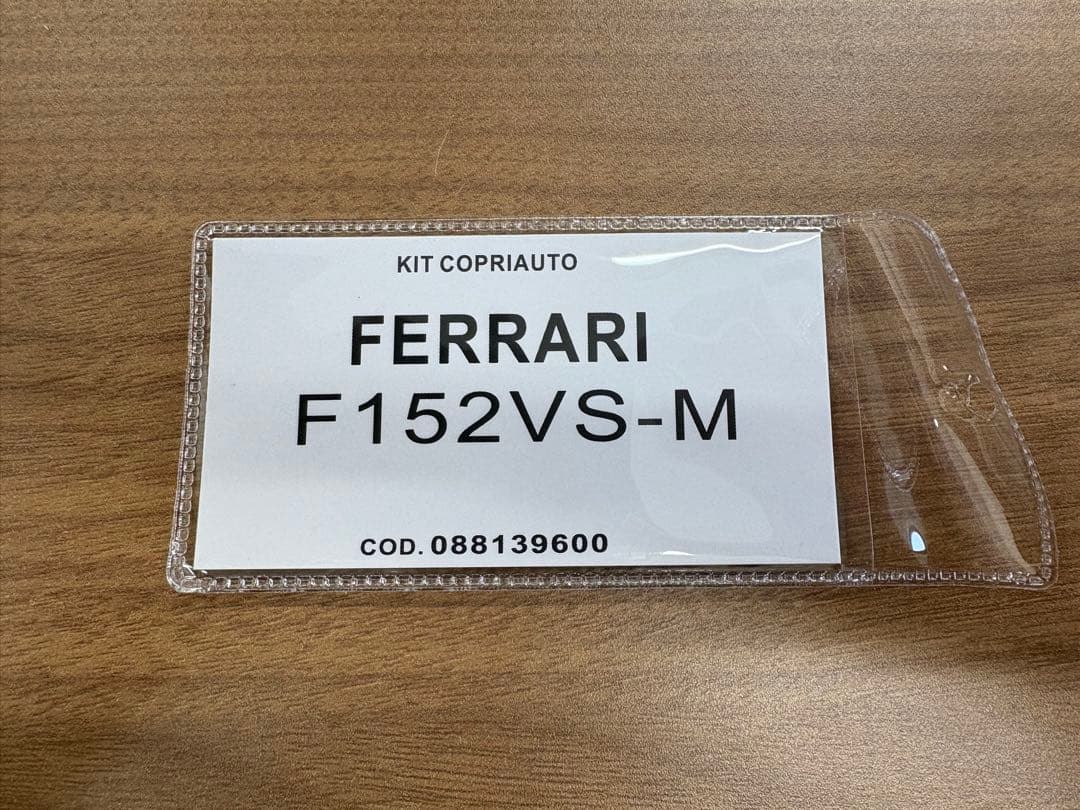 KIT COPRIAUTO
FERRARI
F152VS-M
COD. 088139600